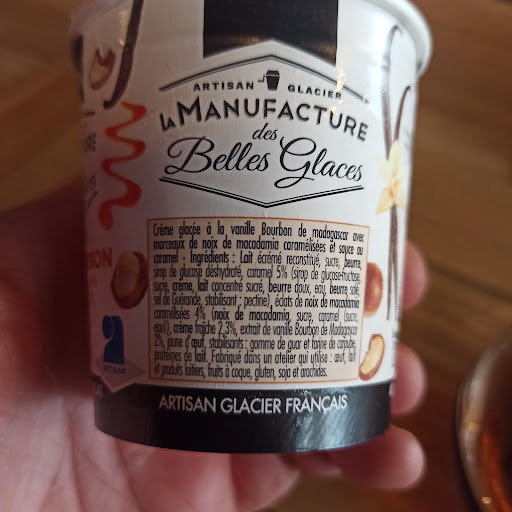 ARTISAN GLACIER
LA MANUFACTURE
des
Belles Glaces
Crème glacée à la vanille Bourbon de madagascar avec
morceaux de noix de macadamia caramélisées et sauce au
caramel - Ingrédients : Lait écrémé reconstitué, sucre, beurre,
sirop de glucose déshydraté, caramel 5% (sirop de glucose-fructose,
sucre, crème, lait concentré sucré, beurre doux, eau, beurre salé,
sel de Guérande, stabilisant : pectine), éclats de noix de macadamia
caramélisées 4% (noix de macadamia, sucre, caramel (sucre,
eau)), crème fraîche 2,3%, extrait de vanille Bourbon de Madagascar
2%, jaune d'œuf, stabilisants : gomme de guar et farine de caroube,
protéines de lait. Fabriqué dans un atelier qui utilise : œuf, lait
et produits laitiers, fruits à coque, gluten, soja et arachides.
ARTISAN
ARTISAN GLACIER FRANÇAIS